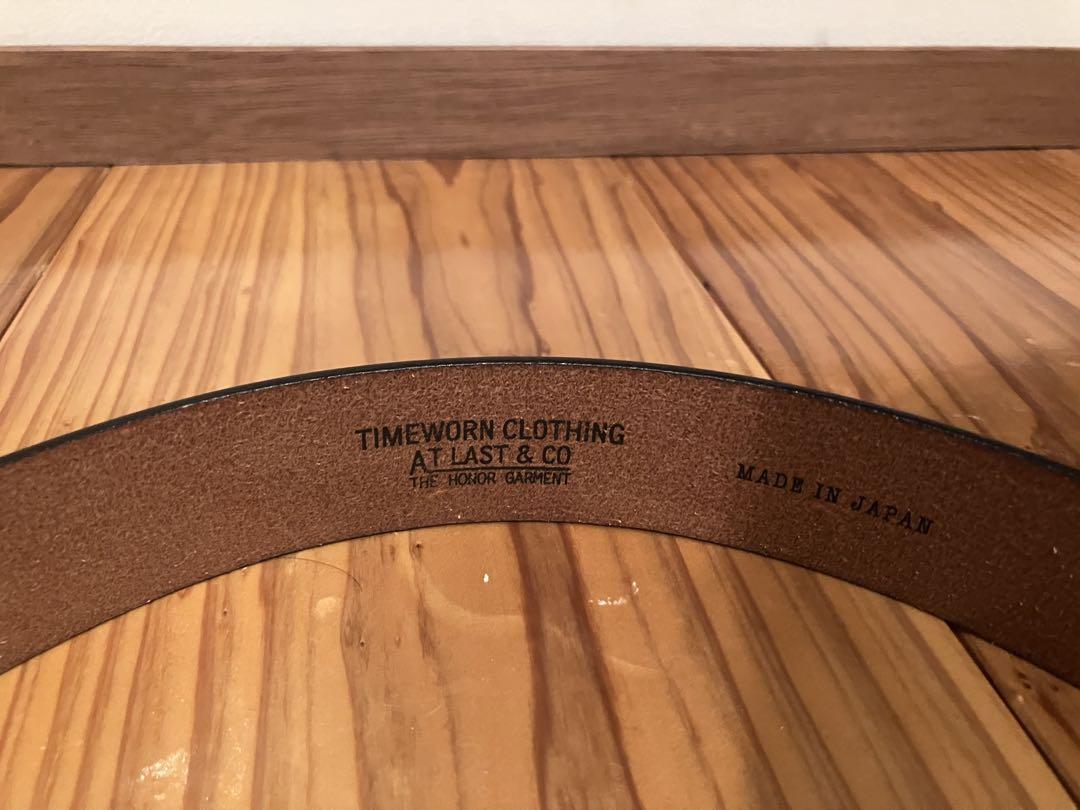 TIMEWORN CLOTHING
AT LAST & CO
THE HONOR GARMENT
MADE IN JAPAN